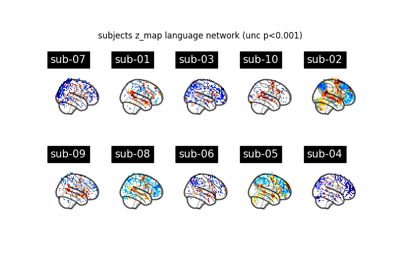 subjects z_map language network (unc p<0.001)
sub-07 sub-01 sub-03 sub-10 sub-02
sub-09 sub-08 sub-06 sub-05 sub-04